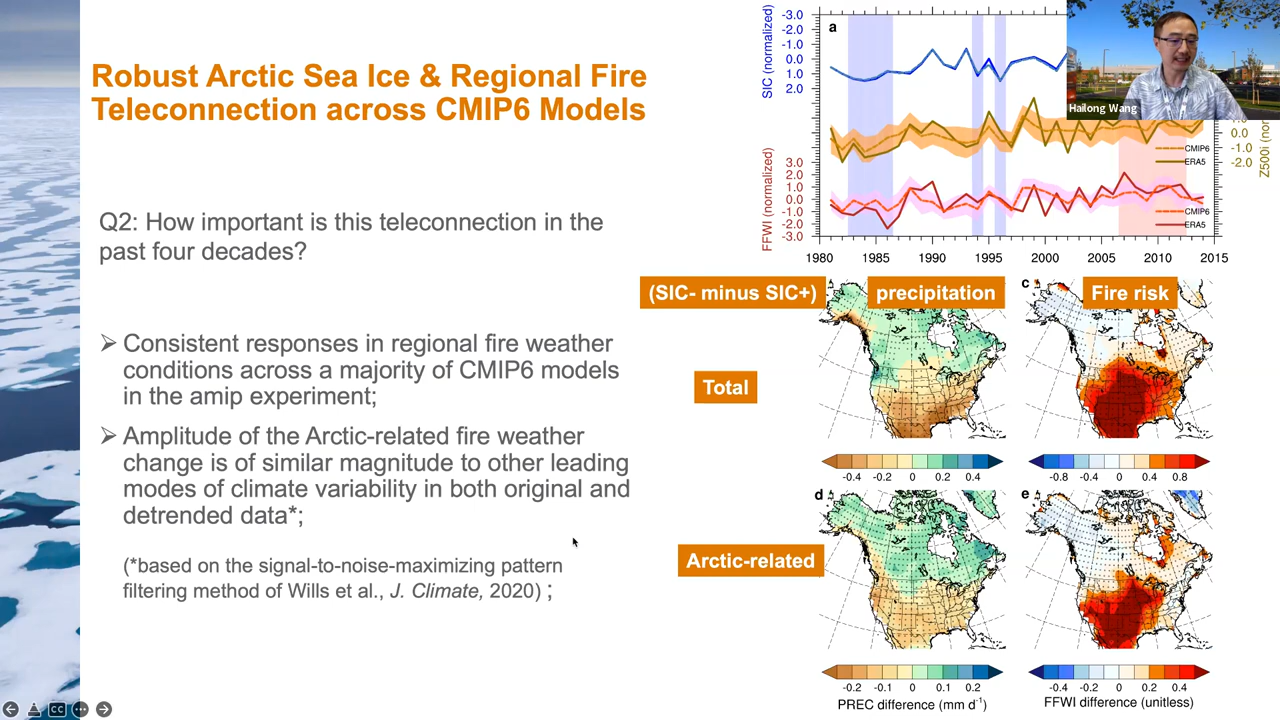 Robust Arctic Sea Ice & Regional Fire
Teleconnection across CMIP6 Models
Q2: How important is this teleconnection in the
past four decades?
➢ Consistent responses in regional fire weather
conditions across a majority of CMIP6 models
in the amip experiment;
➢ Amplitude of the Arctic-related fire weather
change is of similar magnitude to other leading
modes of climate variability in both original and
detrended data*;
(*based on the signal-to-noise-maximizing pattern
filtering method of Wills et al., J. Climate, 2020) ;
a
SIC (normalized)
-3.0
-2.0
-1.0
0.0
1.0
2.0
Hailong Wang
0.0
-1.0
-2.0
CMIP6
ERA5
FFWI (normalized)
3.0
2.0
1.0
0.0
-1.0
-2.0
-3.0
CMIP6
ERA5
1980 1985 1990 1995 2000 2005 2010 2015
(SIC- minus SIC+)
precipitation
c
Fire risk
Total
-0.4 -0.2 0 0.2 0.4
-0.8 -0.4 0 0.4 0.8
d
e
Arctic-related
-0.2 -0.1 0 0.1 0.2
-0.4 -0.2 0 0.2 0.4
PREC difference (mm d-1)
FFWI difference (unitless)
CC